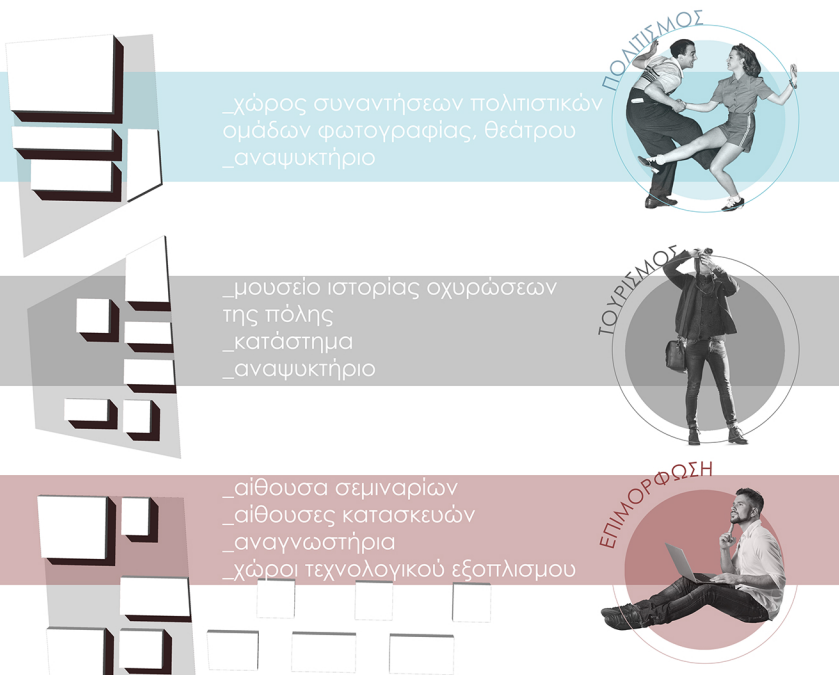 ΠΟΛΙΤΙΣΜΟΣ
_χώρος συναντήσεων πολιτιστικών
ομάδων φωτογραφίας, θεάτρου
_αναψυκτήριο
ΤΟΥΡΙΣΜΟΣ
_μουσείο ιστορίας οχυρώσεων
της πόλης
_κατάστημα
_αναψυκτήριο
ΕΠΙΜΟΡΦΩΣΗ
_αίθουσα σεμιναρίων
_αίθουσες κατασκευών
_αναγνωστήρια
_χώροι τεχνολογικού εξοπλισμου